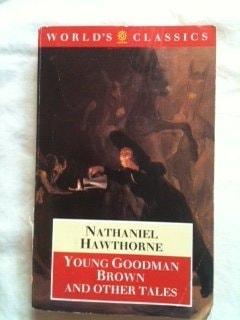 WORLD'S CLASSICS
NATHANIEL
HAWTHORNE
YOUNG GOODMAN
BROWN
AND OTHER TALES